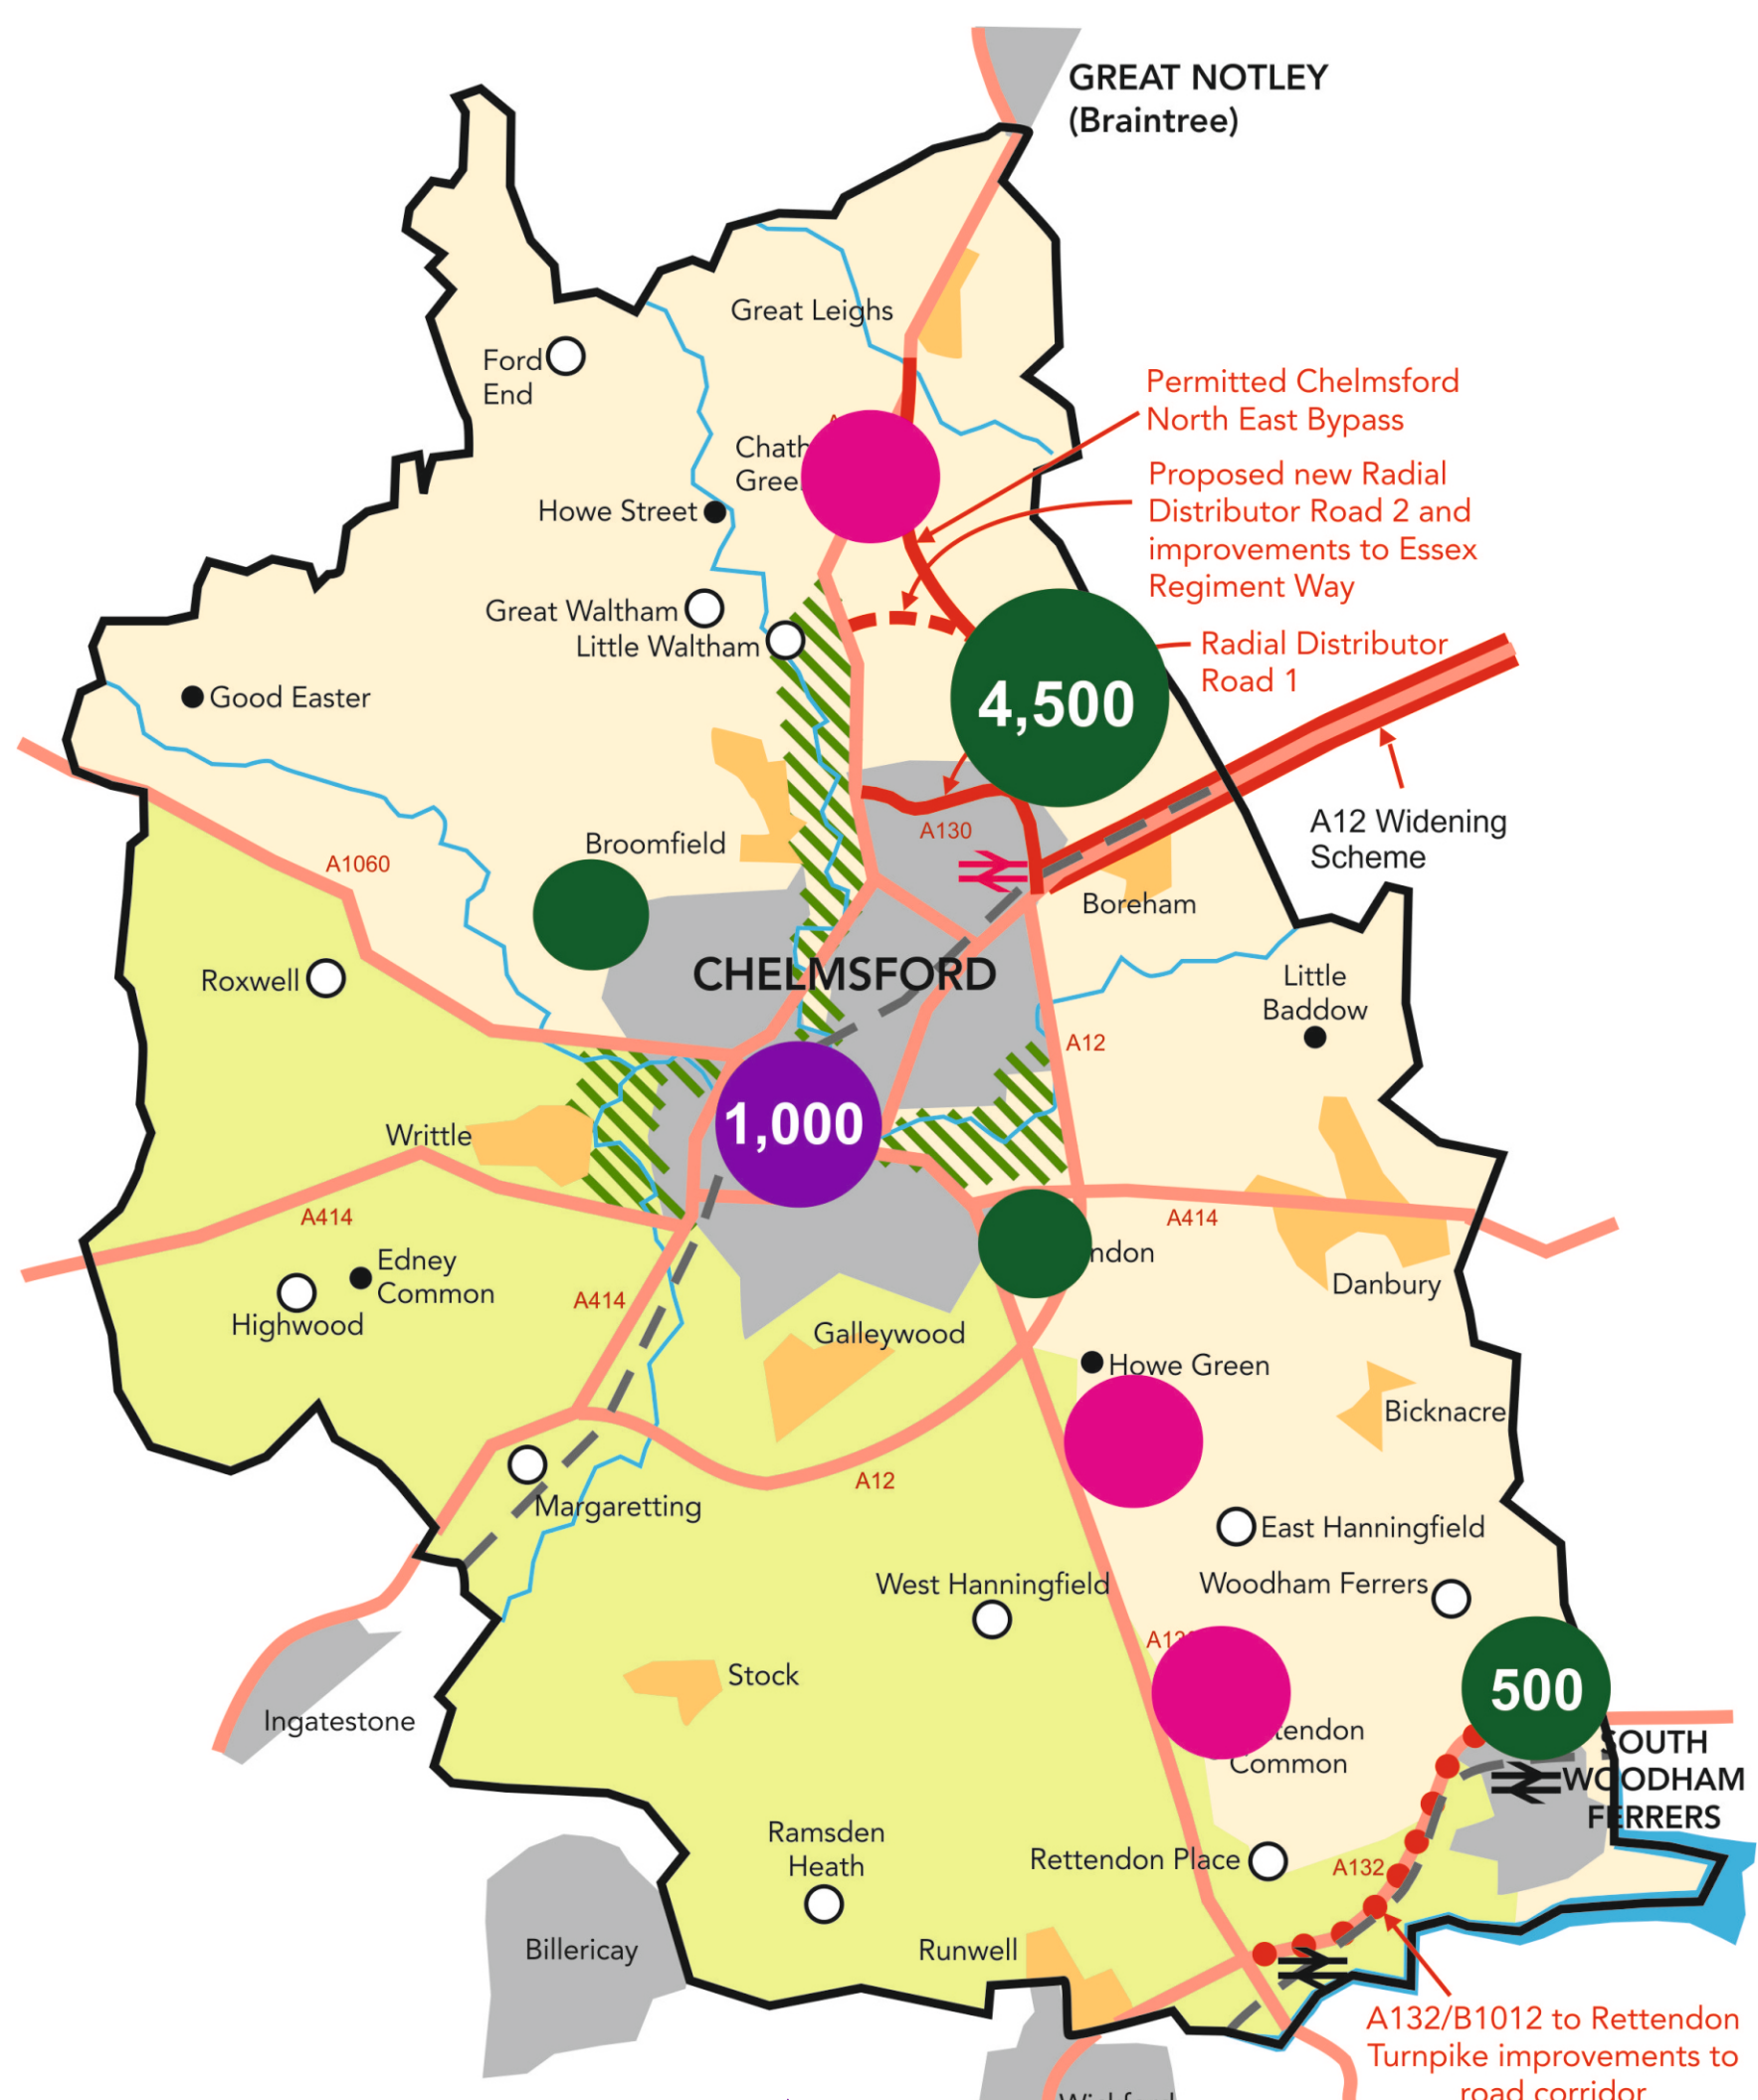 GREAT NOTLEY
(Braintree)
Great Leighs
Ford
End
Permitted Chelmsford
North East Bypass
Howe Street
Proposed new Radial
Distributor Road 2 and
improvements to Essex
Regiment Way
Great Waltham
Little Waltham
Radial Distributor
Road 1
Good Easter
4,500
A130
A12 Widening
Scheme
Broomfield
A1060
Boreham
CHELMSFORD
Roxwell
Little
Baddow
A12
Writtle
1,000
A414
A414
Edney
Common
Highwood
A414
Danbury
Galleywood
Howe Green
Bicknacre
A12
Margaretting
East Hanningfield
West Hanningfield
Woodham Ferrers
Stock
500
Ingatestone
Common
SOUTH
WOODHAM
FERRERS
Ramsden
Heath
Rettendon Place
A132
Billericay
Runwell
A132/B1012 to Rettendon
Turnpike improvements to
road corridor